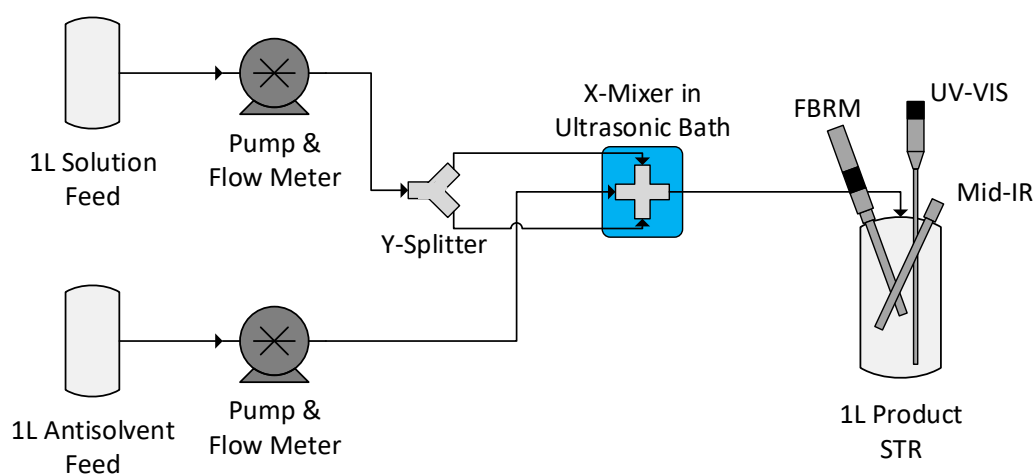 1L Solution
Feed
Pump &
Flow Meter
Y-Splitter
X-Mixer in
Ultrasonic Bath
FBRM
UV-VIS
Mid-IR
1L Antisolvent
Feed
Pump &
Flow Meter
1L Product
STR